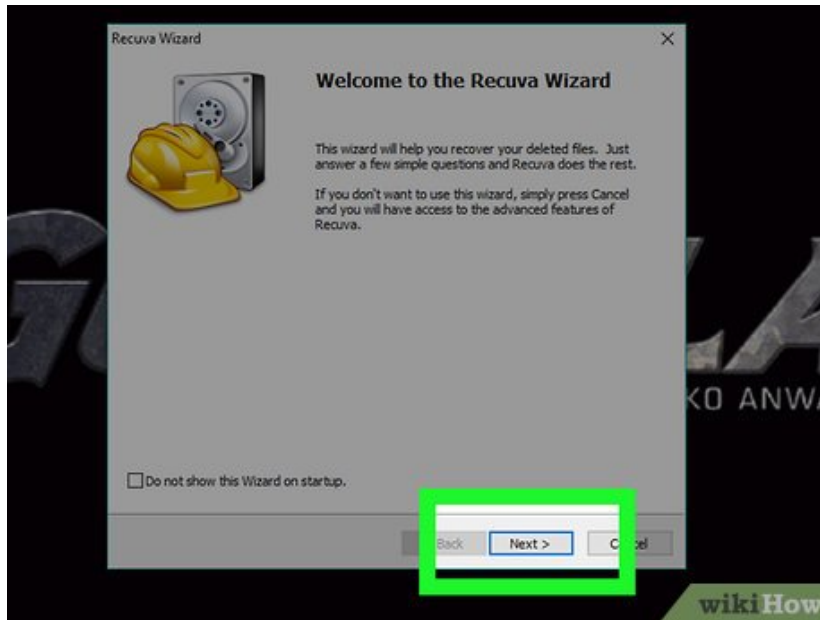 Recuva Wizard
Welcome to the Recuva Wizard
This wizard will help you recover your deleted files. Just
answer a few simple questions and Recuva does the rest.
If you don't want to use this wizard, simply press Cancel
and you will have access to the advanced features of
Recuva.
KO ANWA
Do not show this Wizard on startup.
Back Next > Cancel
wikiHow